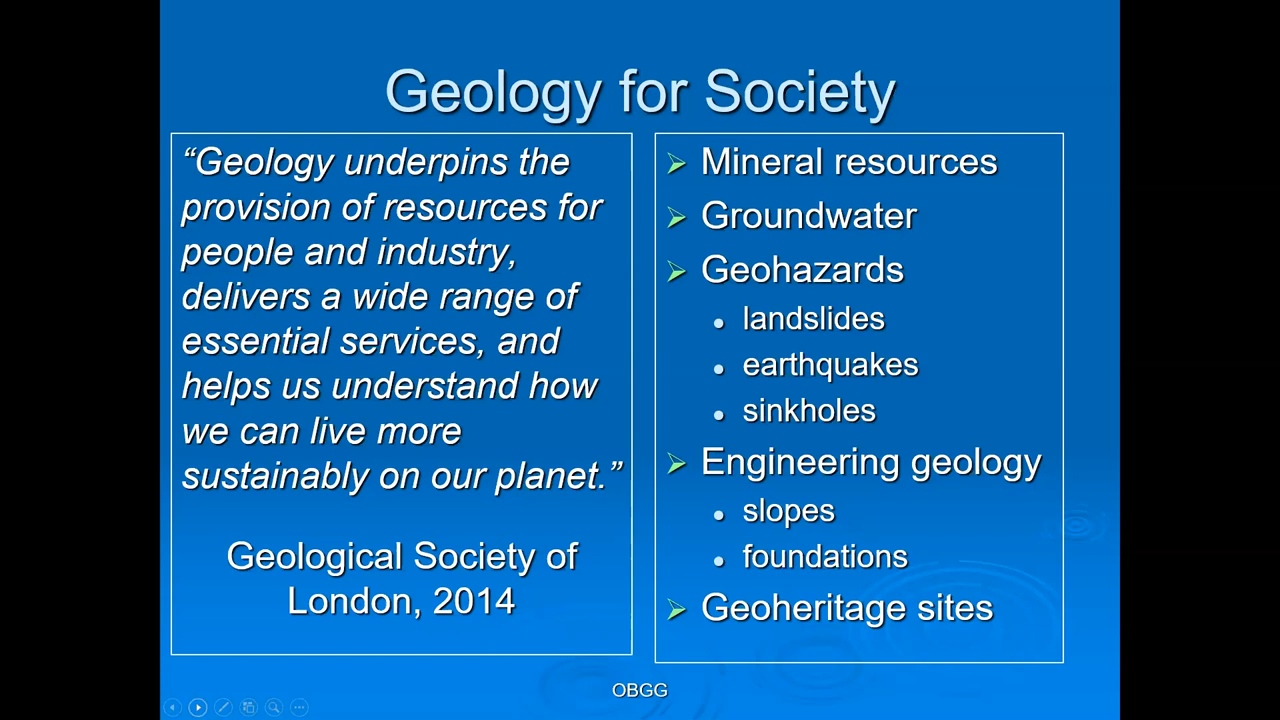 Geology for Society
“Geology underpins the
provision of resources for
people and industry,
delivers a wide range of
essential services, and
helps us understand how
we can live more
sustainably on our planet.”
Geological Society of
London, 2014
Mineral resources
Groundwater
Geohazards
landslides
earthquakes
sinkholes
Engineering geology
slopes
foundations
Geoheritage sites
OBGG